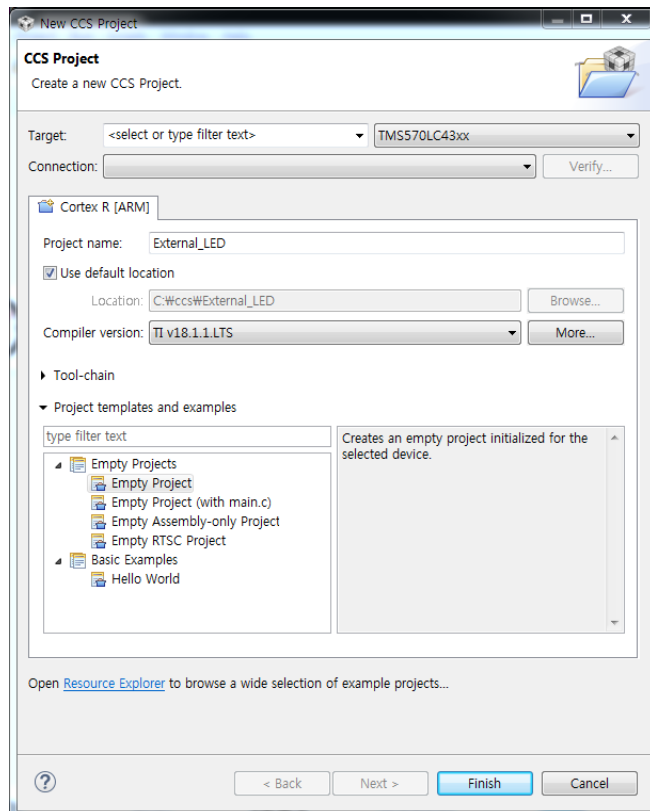 New CCS Project
CCS Project
Create a new CCS Project.
Target: <select or type filter text> TMS570LC43xx
Connection: Verify...
Cortex R [ARM]
Project name: External_LED
Use default location
Location: C:₩ccs₩External_LED Browse...
Compiler version: TI v18.1.1.LTS More...
Tool-chain
Project templates and examples
type filter text
Creates an empty project initialized for the
selected device.
Empty Projects
Empty Project
Empty Project (with main.c)
Empty Assembly-only Project
Empty RTSC Project
Basic Examples
Hello World
Open Resource Explorer to browse a wide selection of example projects...
? < Back Next > Finish Cancel